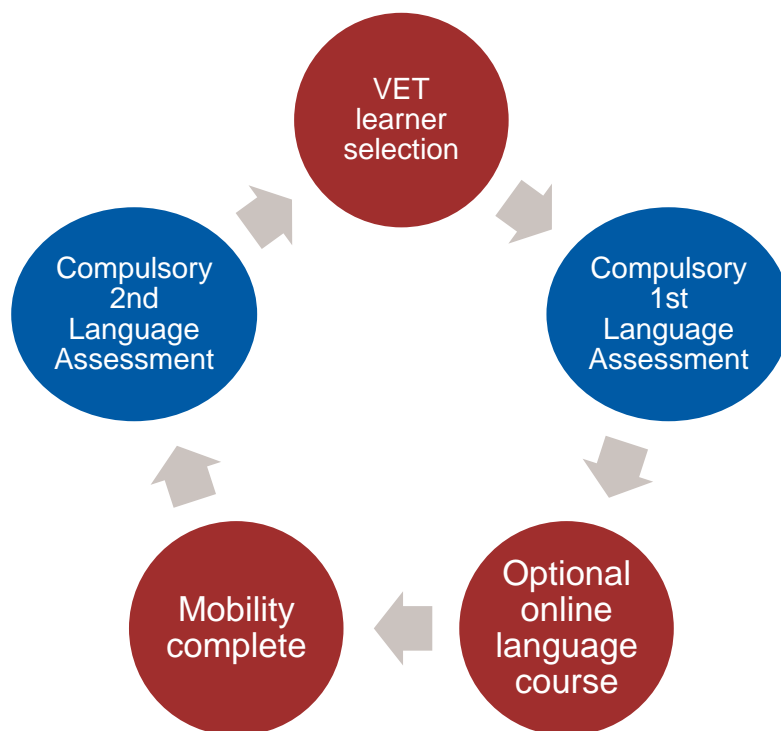 VET
learner
selection
Compulsory
1st
Language
Assessment
Optional
online
language
course
Mobility
complete
Compulsory
2nd
Language
Assessment